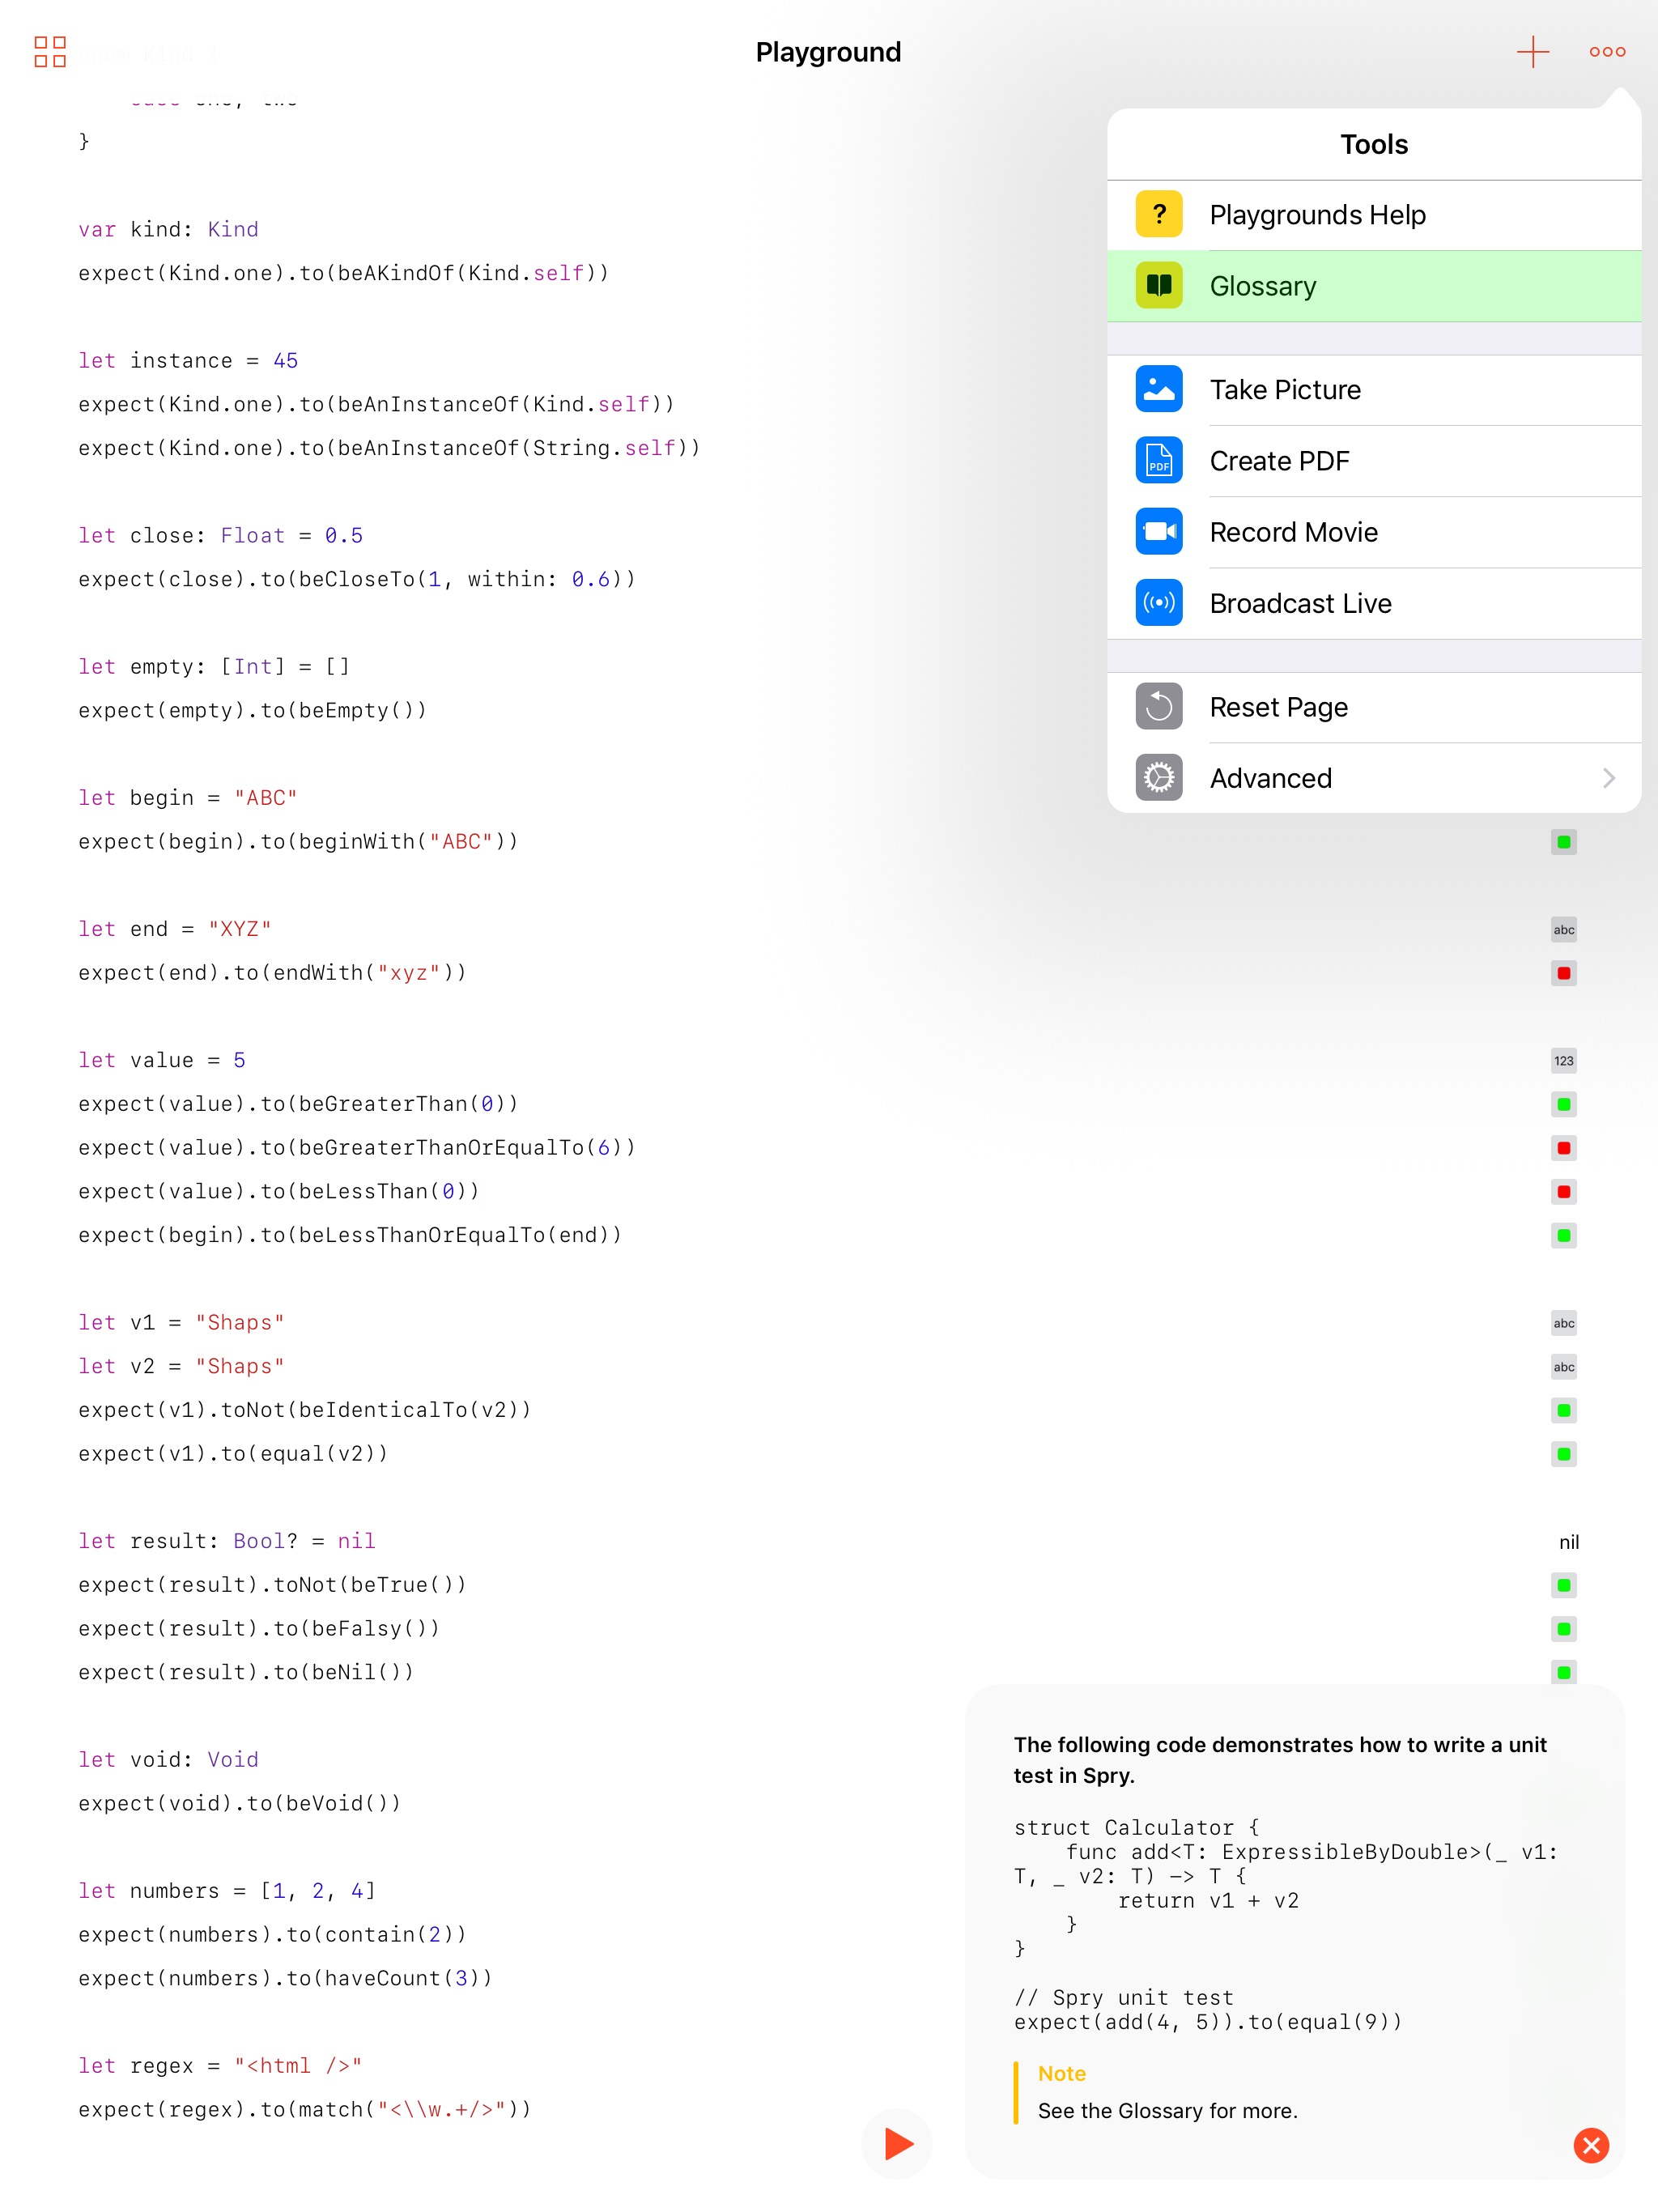 Playground
}
var kind: Kind
expect(Kind.one).to(beAKindOf(Kind.self))
let instance = 45
expect(Kind.one).to(beAnInstanceOf(Kind.self))
expect(Kind.one).to(beAnInstanceOf(String.self))
let close: Float = 0.5
expect(close).to(beCloseTo(1, within: 0.6))
let empty: [Int] = []
expect(empty).to(beEmpty())
let begin = "ABC"
expect(begin).to(beginWith("ABC"))
let end = "XYZ"
abc
expect(end).to(endWith("xyz"))
let value = 5
123
expect(value).to(beGreaterThan(0))
expect(value).to(beGreaterThanOrEqualTo(6))
expect(value).to(beLessThan(0))
expect(begin).to(beLessThanOrEqualTo(end))
let v1 = "Shaps"
abc
let v2 = "Shaps"
abc
expect(v1).toNot(beIdenticalTo(v2))
expect(v1).to(equal(v2))
let result: Bool? = nil
nil
expect(result).toNot(beTrue())
expect(result).to(beFalsy())
expect(result).to(beNil())
let void: Void
expect(void).to(beVoid())
let numbers = [1, 2, 4]
expect(numbers).to(contain(2))
expect(numbers).to(haveCount(3))
let regex = "<html />"
expect(regex).to(match("<\\w.+/>"))
Tools
?
Playgrounds Help
Glossary
Take Picture
PDF
Create PDF
Record Movie
Broadcast Live
Reset Page
Advanced
The following code demonstrates how to write a unit
test in Spry.
struct Calculator {
func add<T: ExpressibleByDouble>(_ v1:
T, _ v2: T) -> T {
return v1 + v2
}
}
// Spry unit test
expect(add(4, 5)).to(equal(9))
Note
See the Glossary for more.